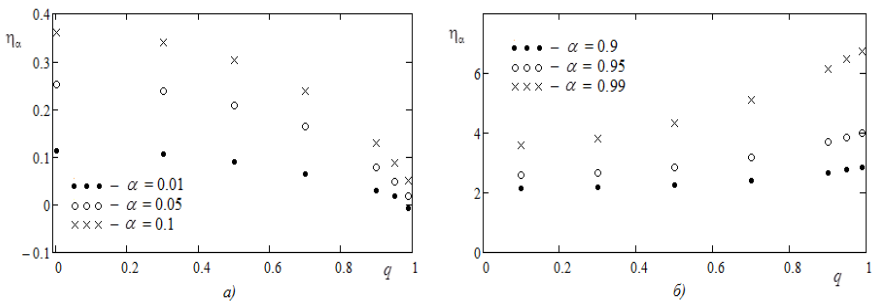 0.4
η_α
0.3
0.2
0.1
0
– 0.1
• • • – α = 0.01
○○○ – α = 0.05
××× – α = 0.1
0 0.2 0.4 0.6 0.8 q 1
а)
η_α
6
4
2
0
• • • – α = 0.9
○○○ – α = 0.95
××× – α = 0.99
0 0.2 0.4 0.6 0.8 q 1
б)